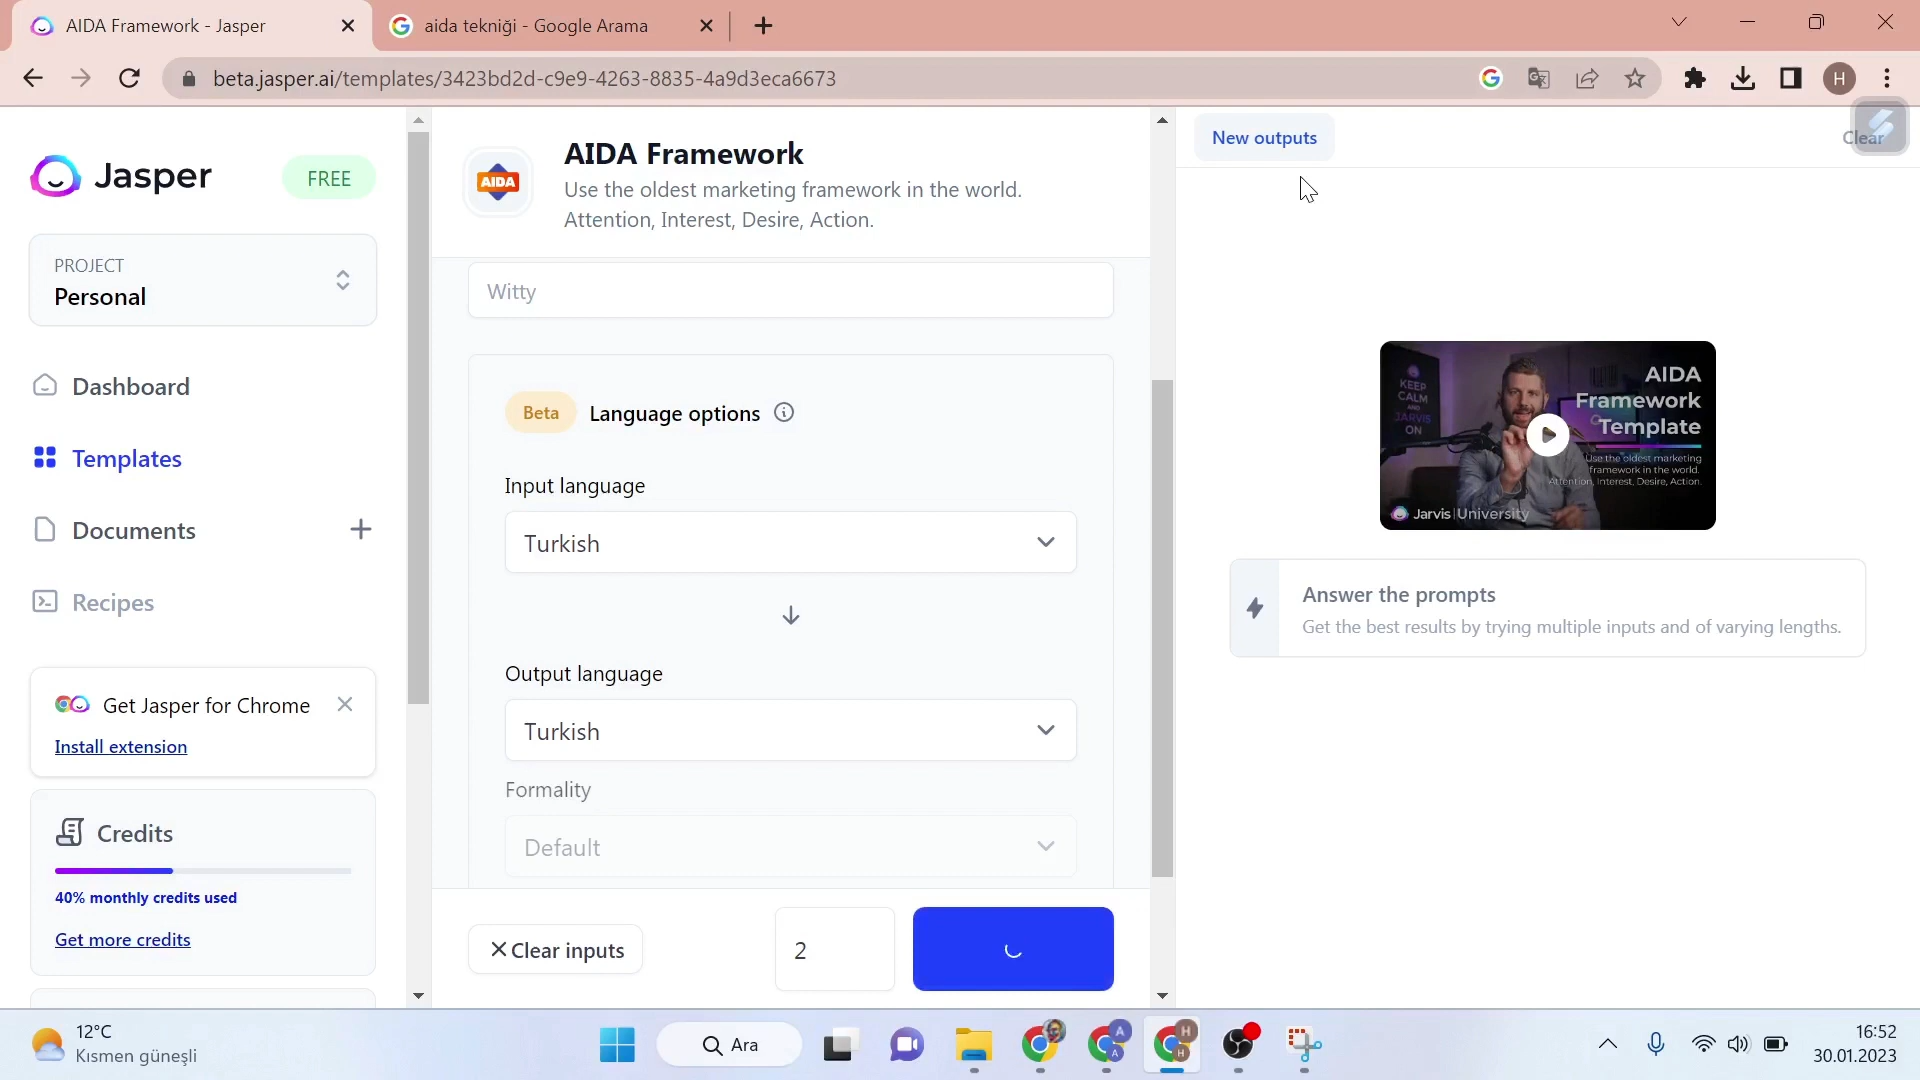 AIDA Framework - Jasper
aida tekniği - Google Arama
beta.jasper.ai/templates/3423bd2d-c9e9-4263-8835-4a9d3eca6673
H
Jasper
FREE
PROJECT
Personal
Dashboard
Templates
Documents
Recipes
Get Jasper for Chrome
Install extension
Credits
40% monthly credits used
Get more credits
AIDA
AIDA Framework
Use the oldest marketing framework in the world.
Attention, Interest, Desire, Action.
Witty
Beta
Language options
Input language
Turkish
Output language
Turkish
Formality
Default
Clear inputs
2
New outputs
Clear
KEEP
CALM
AND
JARVIS
ON
AIDA
Framework
Template
Use the oldest marketing
framework in the world.
Attention, Interest, Desire, Action.
Jarvis University
Answer the prompts
Get the best results by trying multiple inputs and of varying lengths.
12°C
Kısmen güneşli
Ara
A
A
H
H
16:52
30.01.2023